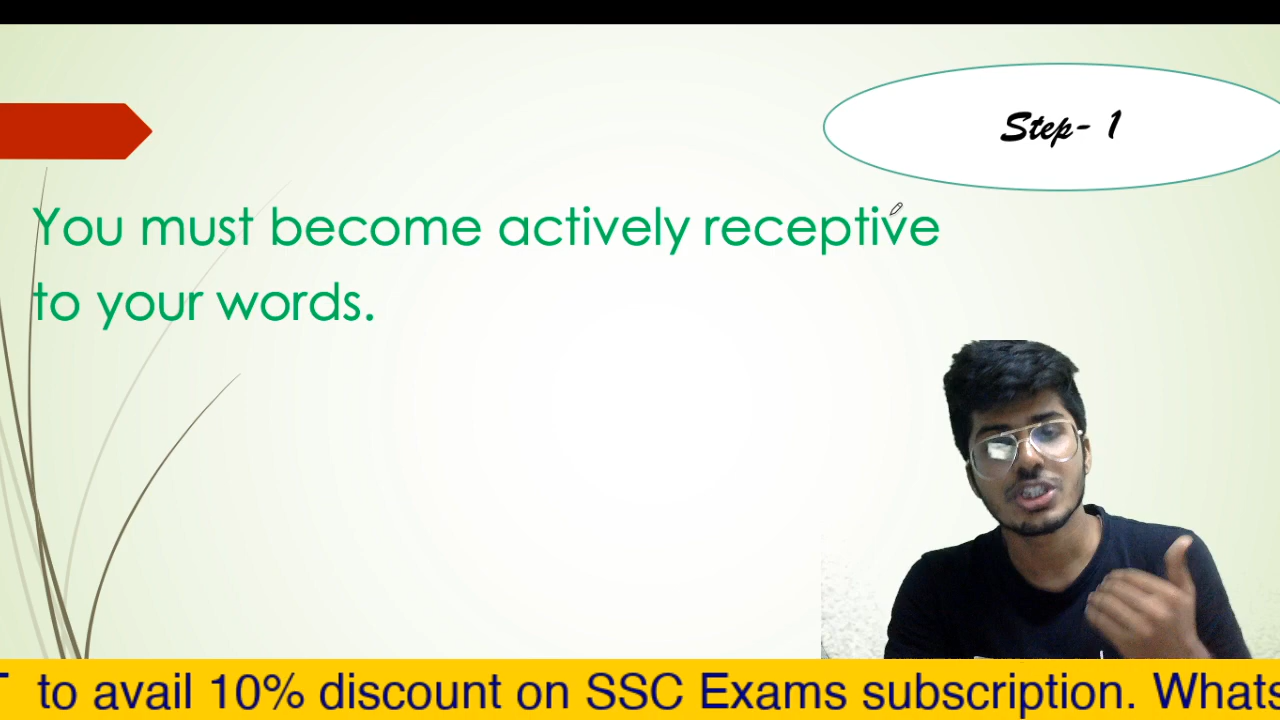 Step- 1
You must become actively receptive
to your words.
to avail 10% discount on SSC Exams subscription. Whats